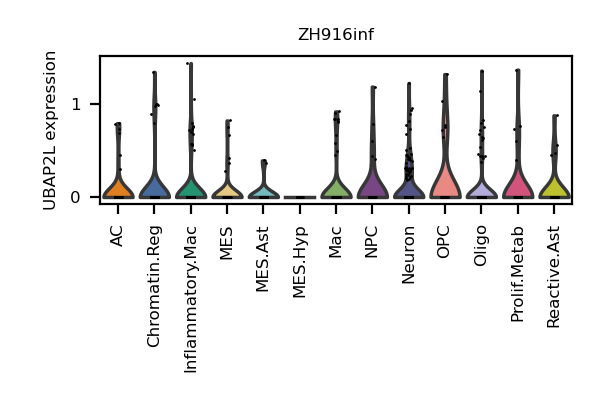 ZH916inf
UBAP2L expression
1
0
AC
Chromatin.Reg
Inflammatory.Mac
MES
MES.Ast
MES.Hyp
Mac
NPC
Neuron
OPC
Oligo
Prolif.Metab
Reactive.Ast